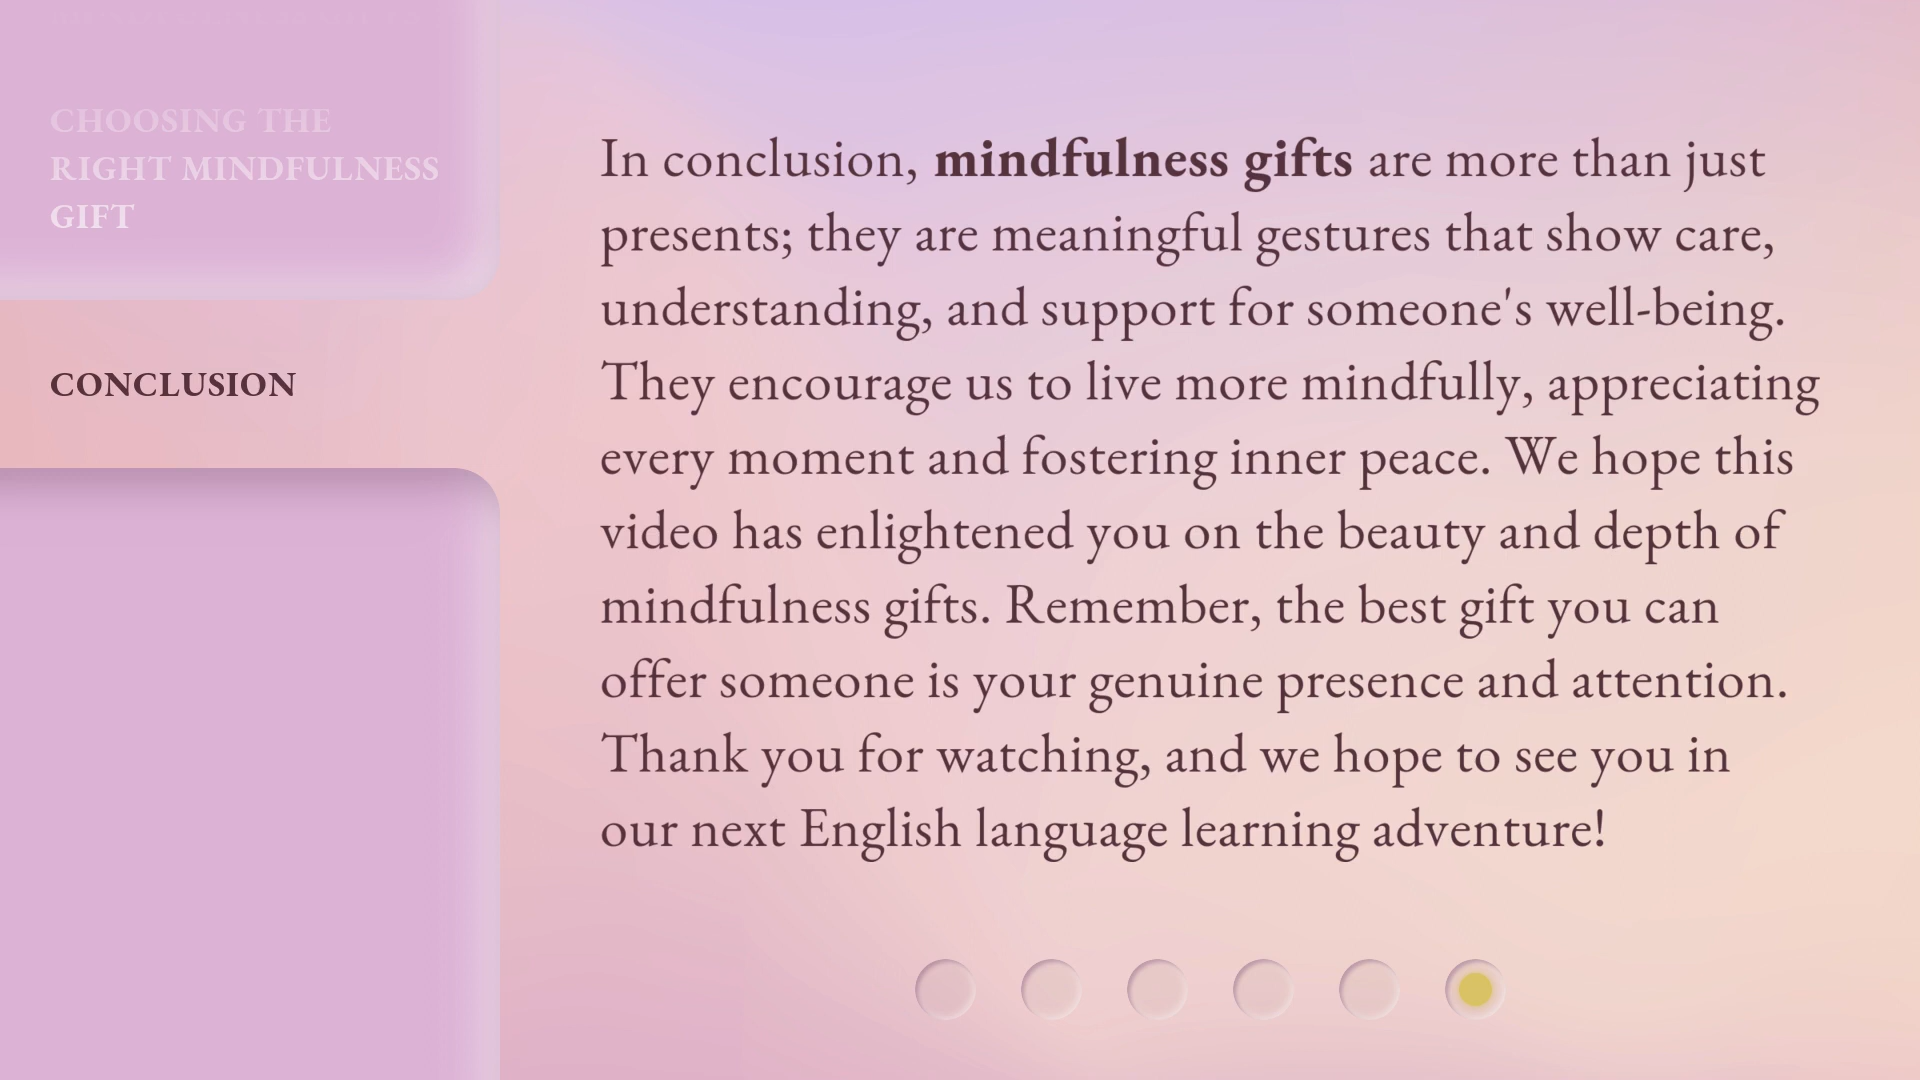 CHOOSING THE
RIGHT MINDFULNESS
GIFT
CONCLUSION
In conclusion, mindfulness gifts are more than just
presents; they are meaningful gestures that show care,
understanding, and support for someone's well-being.
They encourage us to live more mindfully, appreciating
every moment and fostering inner peace. We hope this
video has enlightened you on the beauty and depth of
mindfulness gifts. Remember, the best gift you can
offer someone is your genuine presence and attention.
Thank you for watching, and we hope to see you in
our next English language learning adventure!